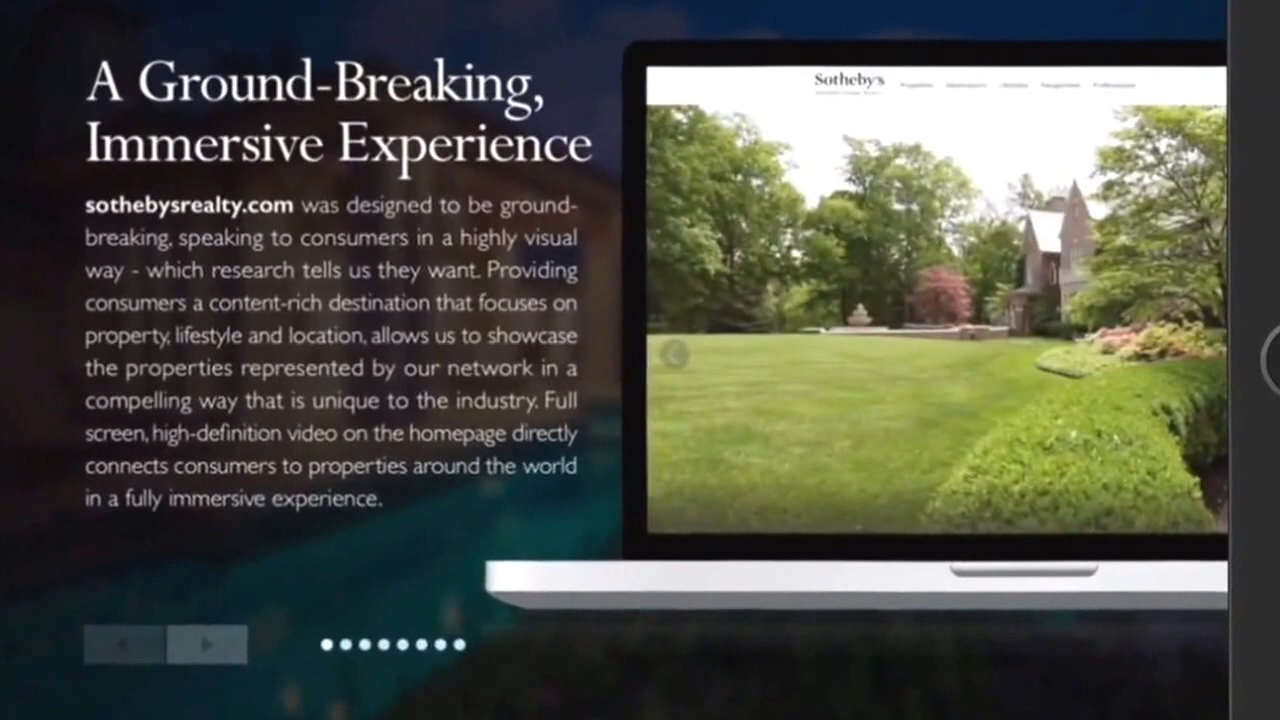 A Ground-Breaking,
Immersive Experience
sothebysrealty.com was designed to be ground-
breaking, speaking to consumers in a highly visual
way - which research tells us they want. Providing
consumers a content-rich destination that focuses on
property, lifestyle and location, allows us to showcase
the properties represented by our network in a
compelling way that is unique to the industry. Full
screen, high-definition video on the homepage directly
connects consumers to properties around the world
in a fully immersive experience.
Sotheby's